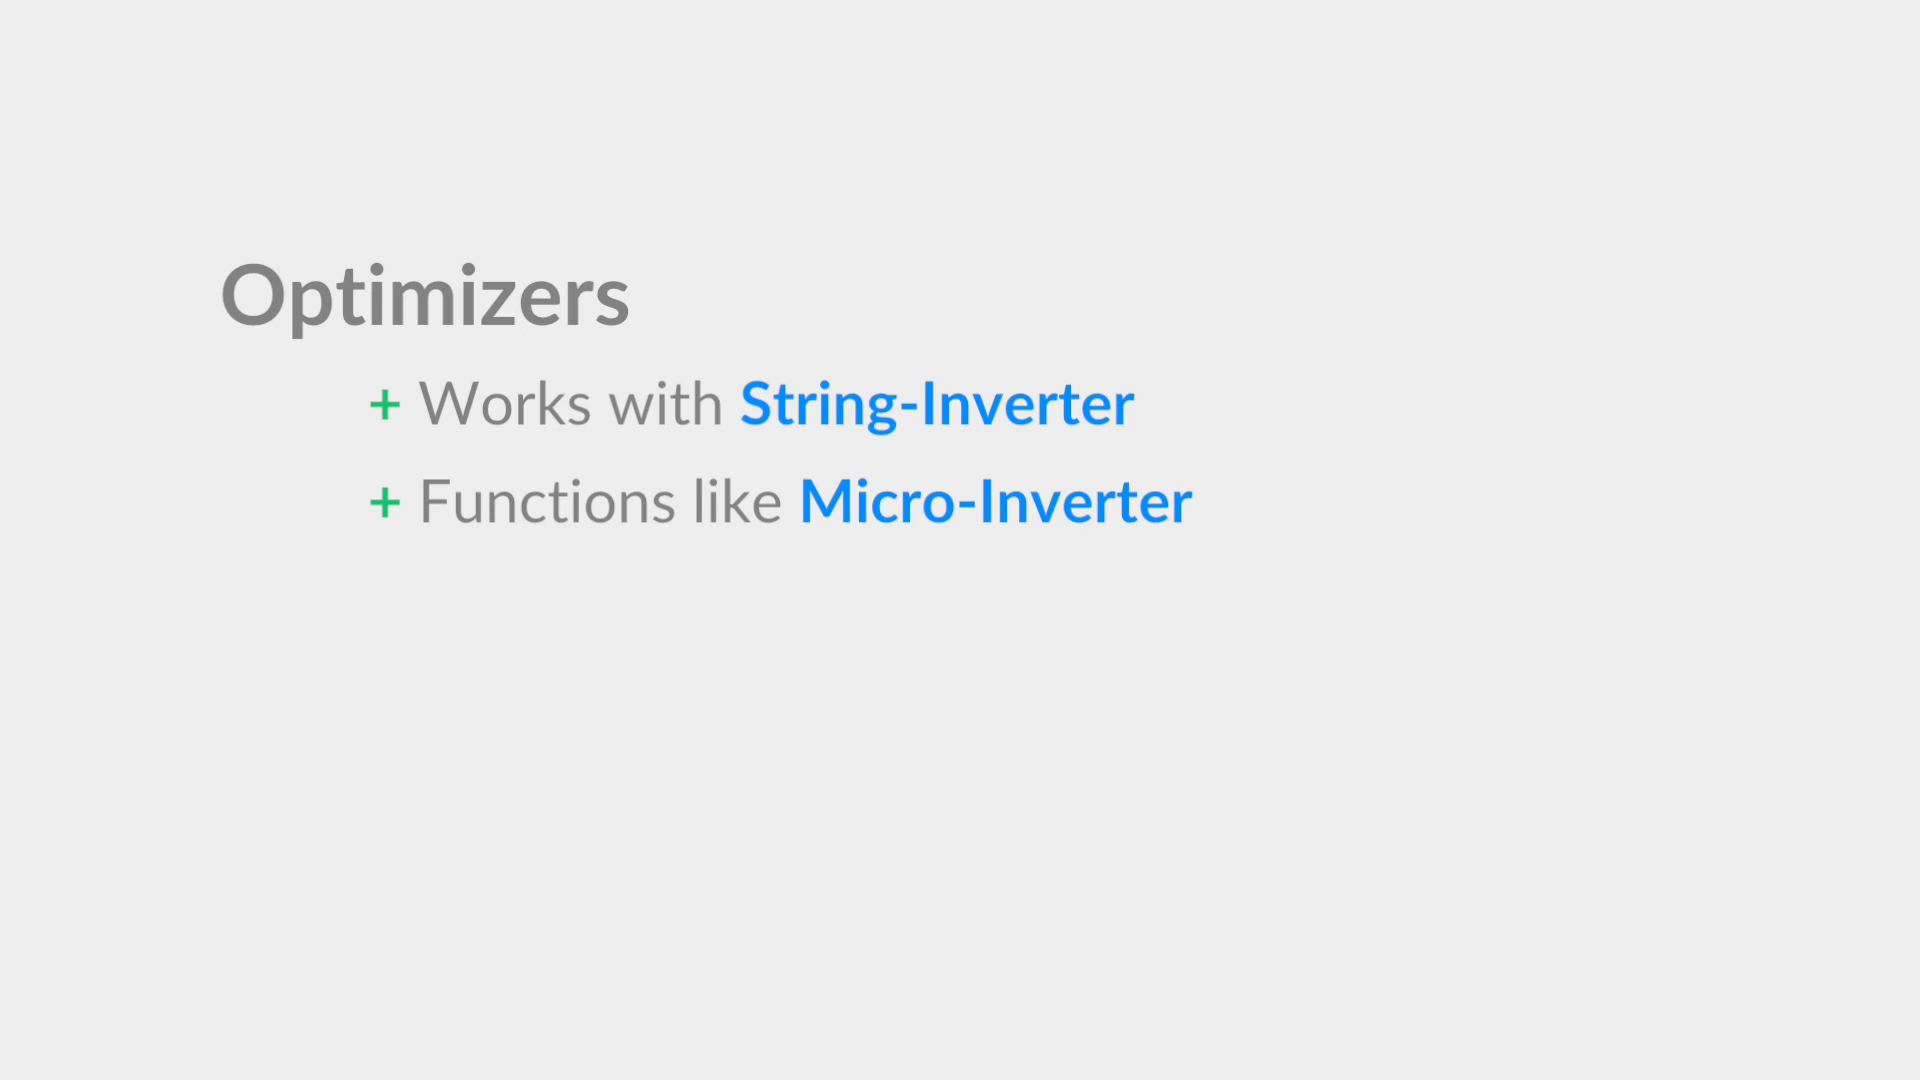 Optimizers
+ Works with String-Inverter
+ Functions like Micro-Inverter